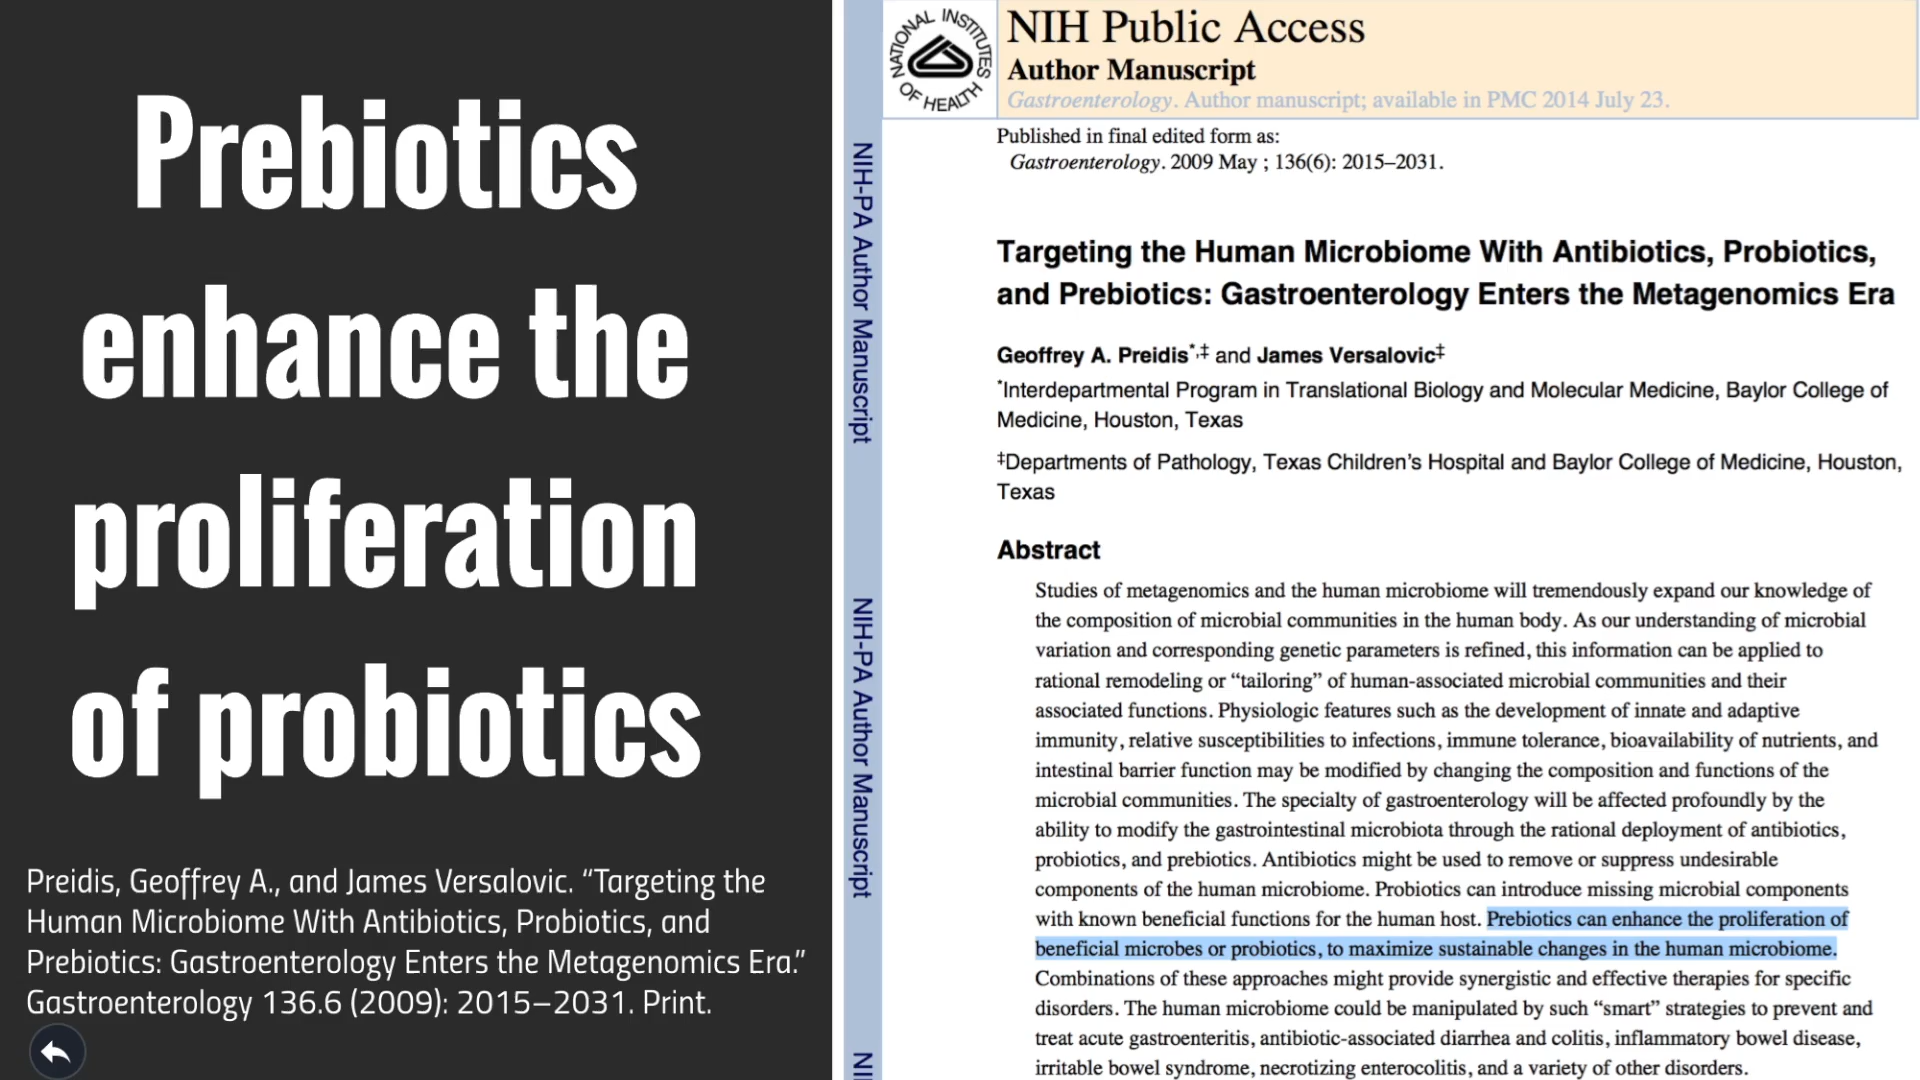 Prebiotics
enhance the
proliferation
of probiotics
Preidis, Geoffrey A., and James Versalovic. “Targeting the
Human Microbiome With Antibiotics, Probiotics, and
Prebiotics: Gastroenterology Enters the Metagenomics Era.”
Gastroenterology 136.6 (2009): 2015–2031. Print.
NATIONAL INSTITUTES OF HEALTH
NIH Public Access
Author Manuscript
Gastroenterology. Author manuscript; available in PMC 2014 July 23.
NIH-PA Author Manuscript
NIH-PA Author Manuscript
Published in final edited form as:
Gastroenterology. 2009 May ; 136(6): 2015–2031.
Targeting the Human Microbiome With Antibiotics, Probiotics,
and Prebiotics: Gastroenterology Enters the Metagenomics Era
Geoffrey A. Preidis*,‡ and James Versalovic‡
*Interdepartmental Program in Translational Biology and Molecular Medicine, Baylor College of
Medicine, Houston, Texas
‡Departments of Pathology, Texas Children’s Hospital and Baylor College of Medicine, Houston,
Texas
Abstract
Studies of metagenomics and the human microbiome will tremendously expand our knowledge of
the composition of microbial communities in the human body. As our understanding of microbial
variation and corresponding genetic parameters is refined, this information can be applied to
rational remodeling or “tailoring” of human-associated microbial communities and their
associated functions. Physiologic features such as the development of innate and adaptive
immunity, relative susceptibilities to infections, immune tolerance, bioavailability of nutrients, and
intestinal barrier function may be modified by changing the composition and functions of the
microbial communities. The specialty of gastroenterology will be affected profoundly by the
ability to modify the gastrointestinal microbiota through the rational deployment of antibiotics,
probiotics, and prebiotics. Antibiotics might be used to remove or suppress undesirable
components of the human microbiome. Probiotics can introduce missing microbial components
with known beneficial functions for the human host. Prebiotics can enhance the proliferation of
beneficial microbes or probiotics, to maximize sustainable changes in the human microbiome.
Combinations of these approaches might provide synergistic and effective therapies for specific
disorders. The human microbiome could be manipulated by such “smart” strategies to prevent and
treat acute gastroenteritis, antibiotic-associated diarrhea and colitis, inflammatory bowel disease,
irritable bowel syndrome, necrotizing enterocolitis, and a variety of other disorders.